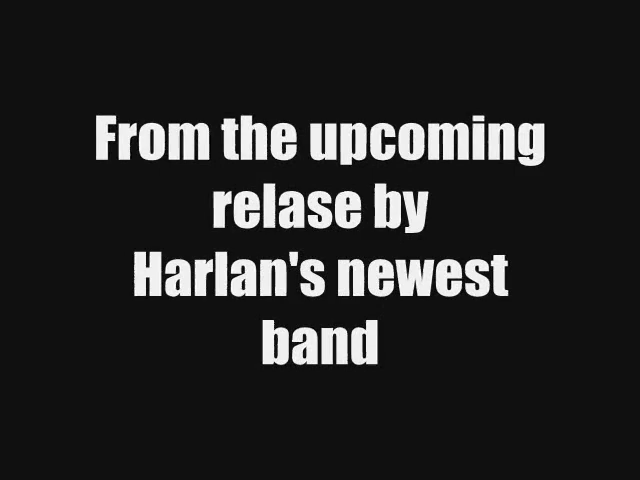 From the upcoming
relase by
Harlan's newest
band